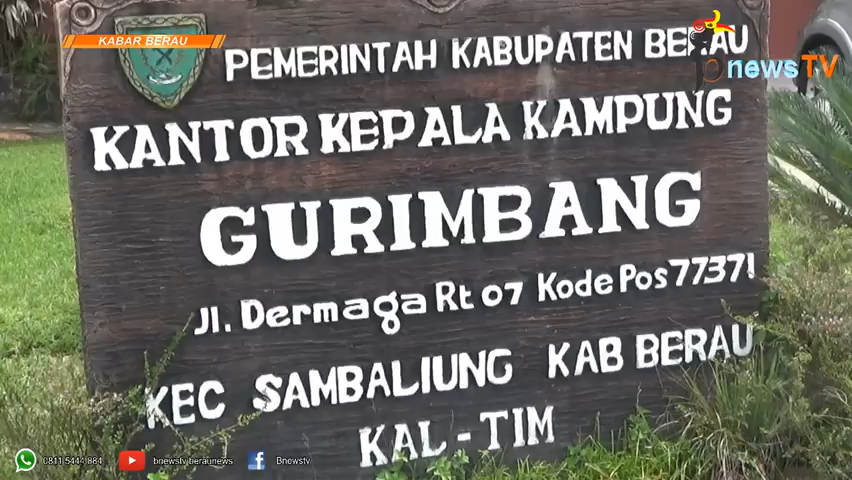 KABAR BERAU
PEMERINTAH KABUPATEN BERAU
bnewsTV
KANTOR KEPALA KAMPUNG
GURIMBANG
Jl. Dermaga Rt 07 Kode Pos 77371
KEC SAMBALIUNG KAB BERAU
KAL-TIM
0811 5444 884 bnewstv beraunews Bnewstv